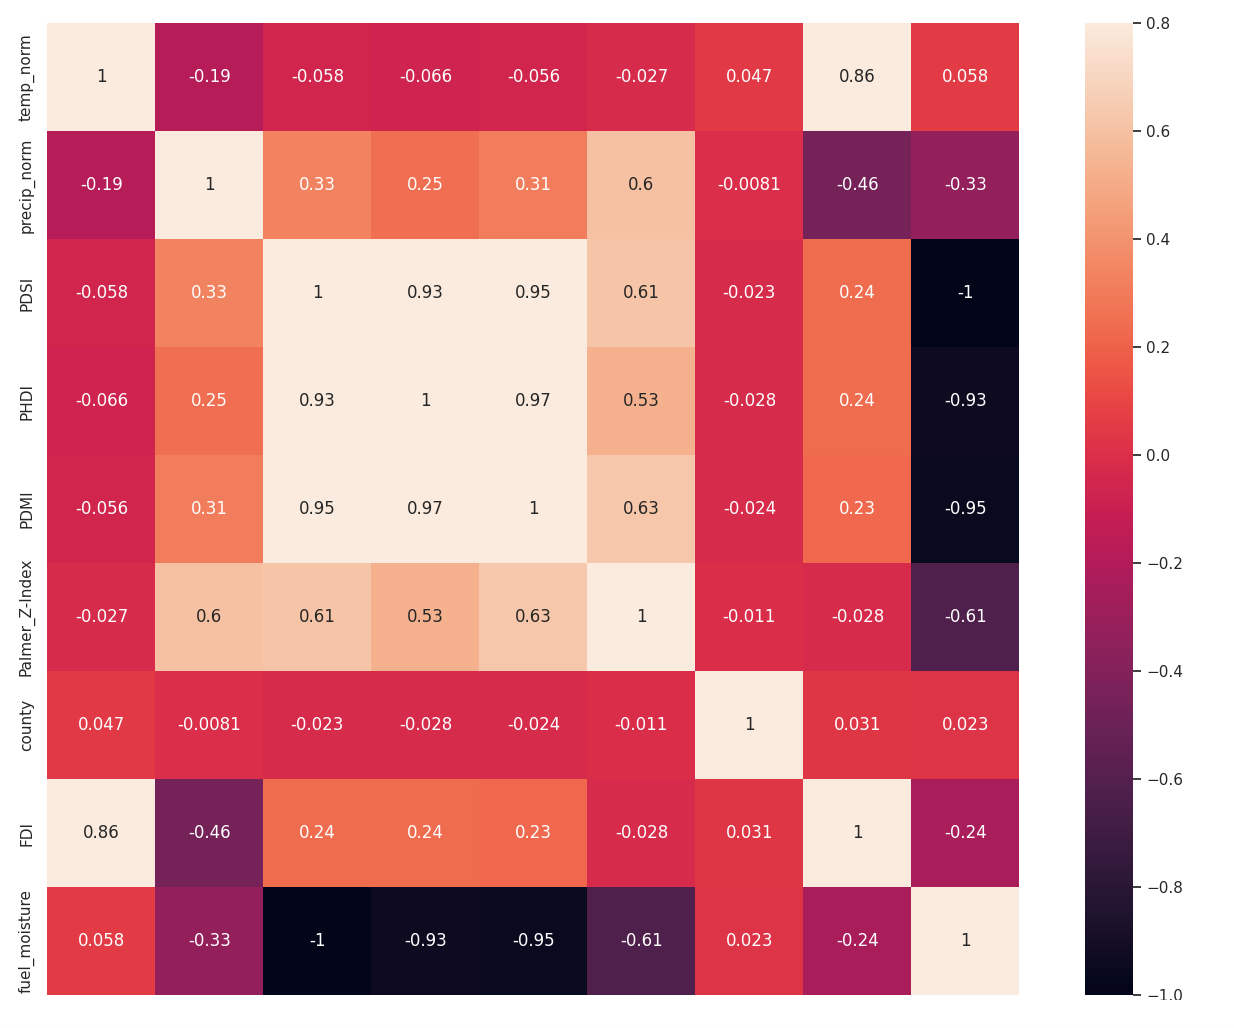 temp_norm 1 -0.19 -0.058 -0.066 -0.056 -0.027 0.047 0.86 0.058
precip_norm -0.19 1 0.33 0.25 0.31 0.6 -0.0081 -0.46 -0.33
PDSI -0.058 0.33 1 0.93 0.95 0.61 -0.023 0.24 -1
PHDI -0.066 0.25 0.93 1 0.97 0.53 -0.028 0.24 -0.93
PDMI -0.056 0.31 0.95 0.97 1 0.63 -0.024 0.23 -0.95
Palmer_Z-Index -0.027 0.6 0.61 0.53 0.63 1 -0.011 -0.028 -0.61
county 0.047 -0.0081 -0.023 -0.028 -0.024 -0.011 1 0.031 0.023
FDI 0.86 -0.46 0.24 0.24 0.23 -0.028 0.031 1 -0.24
fuel_moisture 0.058 -0.33 -1 -0.93 -0.95 -0.61 0.023 -0.24 1
0.8
0.6
0.4
0.2
0.0
−0.2
−0.4
−0.6
−0.8
−1.0